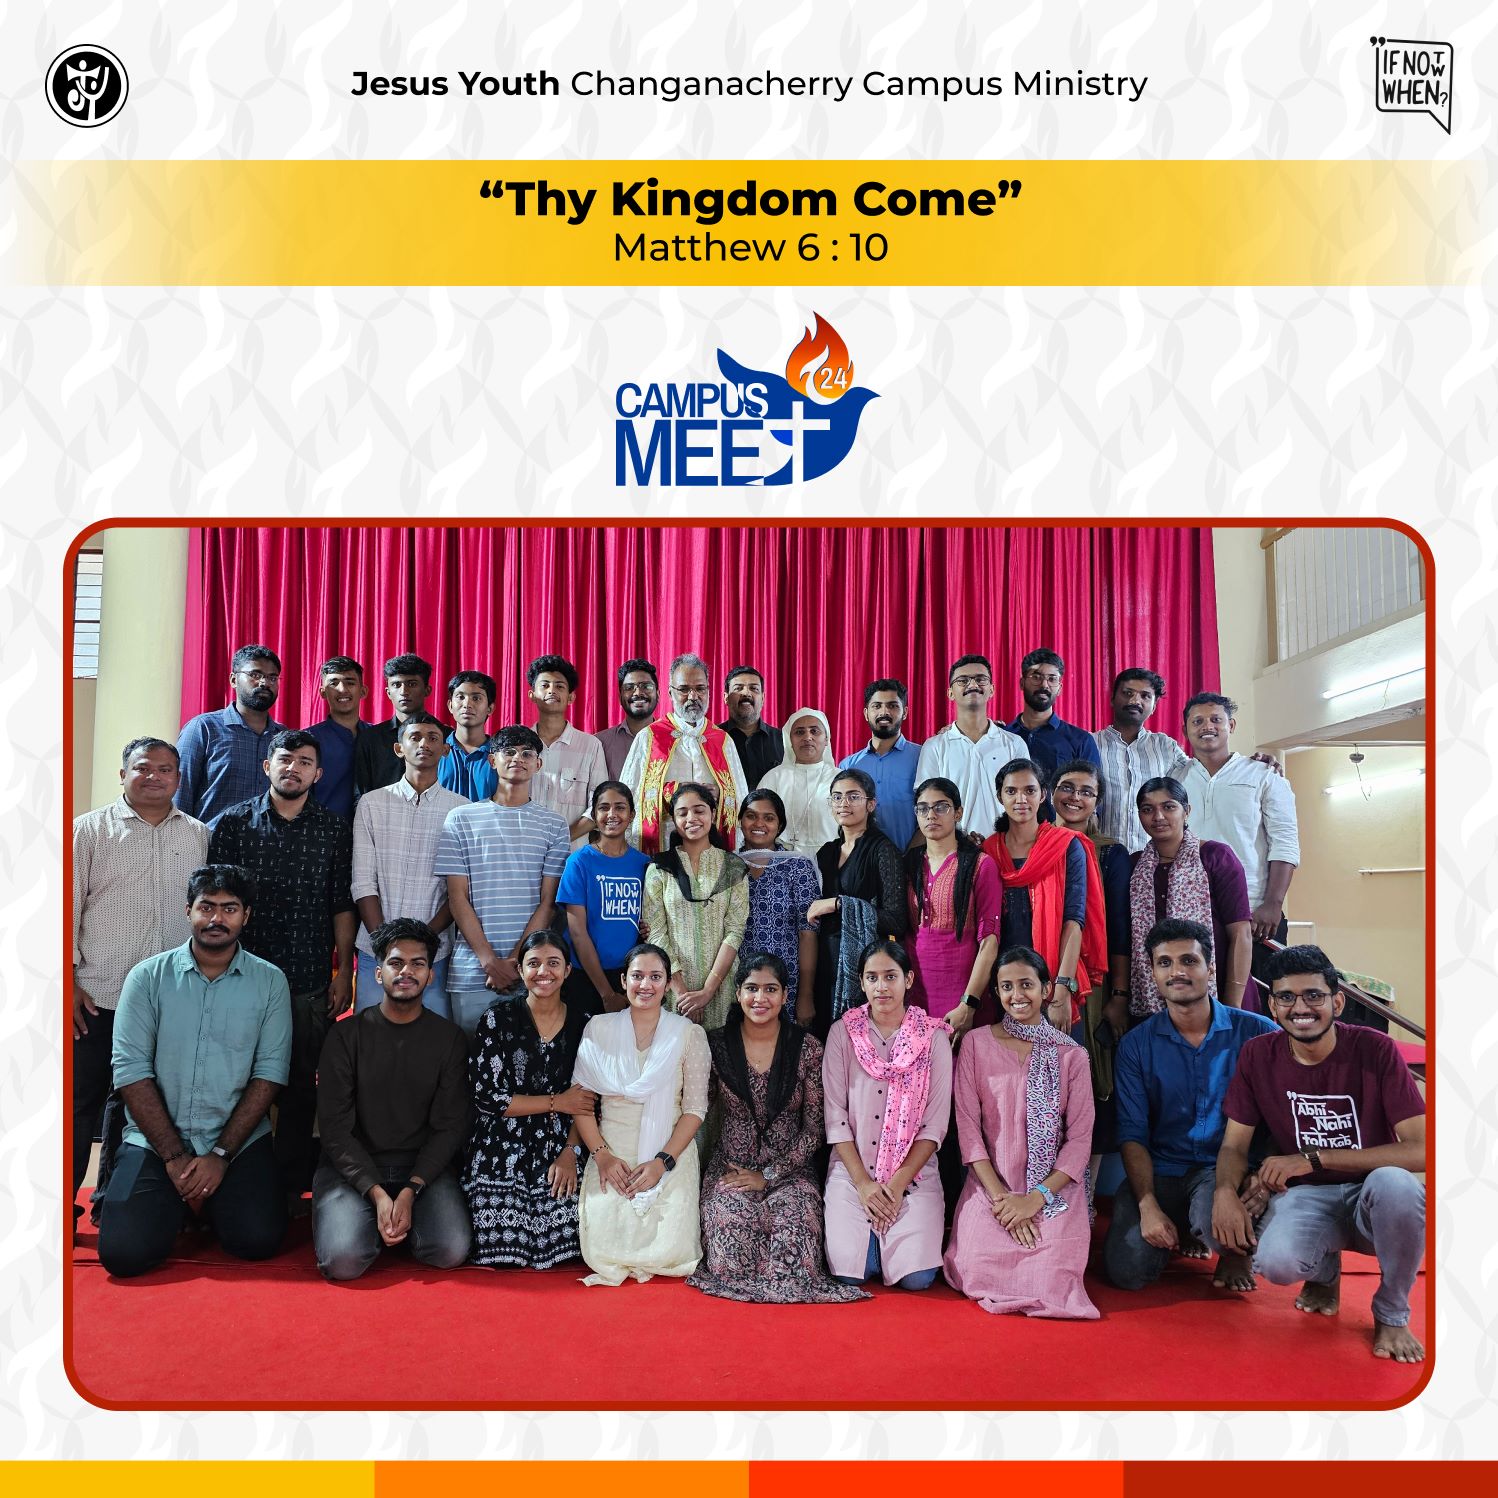 Jesus Youth Changanacherry Campus Ministry
"IF NOT NOW
WHEN?
“Thy Kingdom Come”
Matthew 6 : 10
24
CAMPUS
MEET
"IF NOT NOW
WHEN?
"Abhi
Nahi
toh Kab